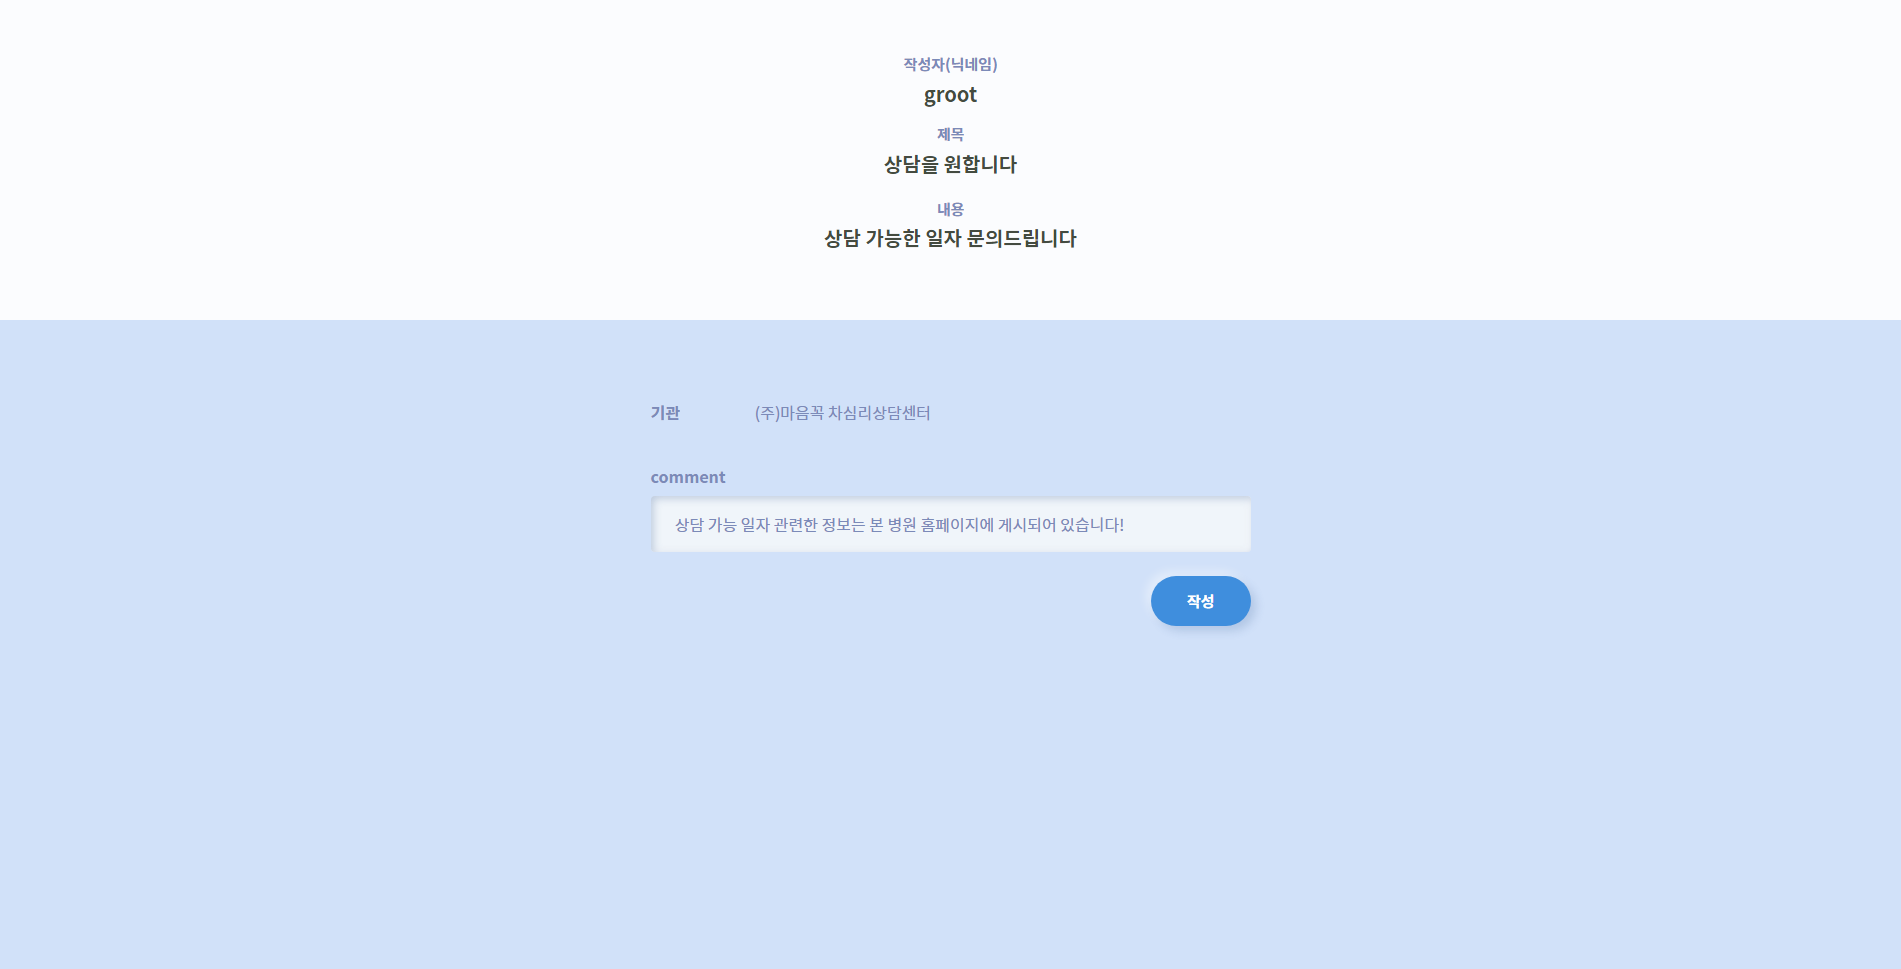 작성자(닉네임)
groot
제목
상담을 원합니다
내용
상담 가능한 일자 문의드립니다
기관 (주)마음꼭 차심리상담센터
comment
상담 가능 일자 관련한 정보는 본 병원 홈페이지에 게시되어 있습니다!
작성